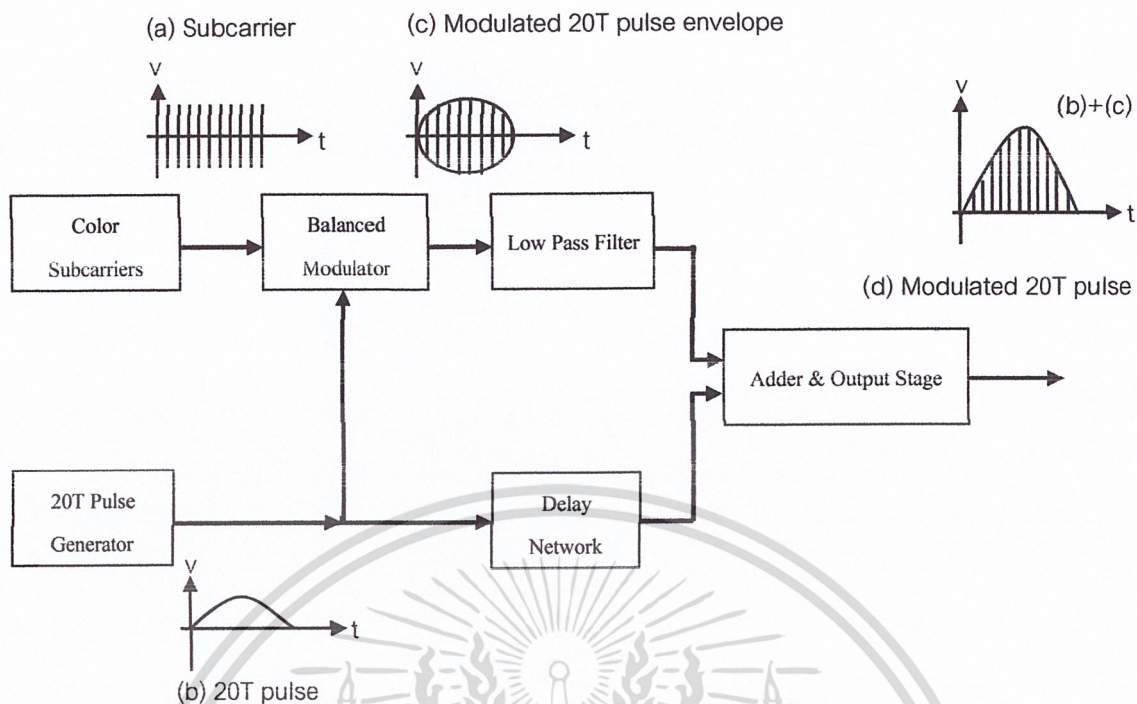 (a) Subcarrier
(c) Modulated 20T pulse envelope
V
t
V
t
V
(b)+(c)
t
Color
Subcarriers
Balanced
Modulator
Low Pass Filter
(d) Modulated 20T pulse
Adder & Output Stage
20T Pulse
Generator
Delay
Network
V
t
(b) 20T pulse